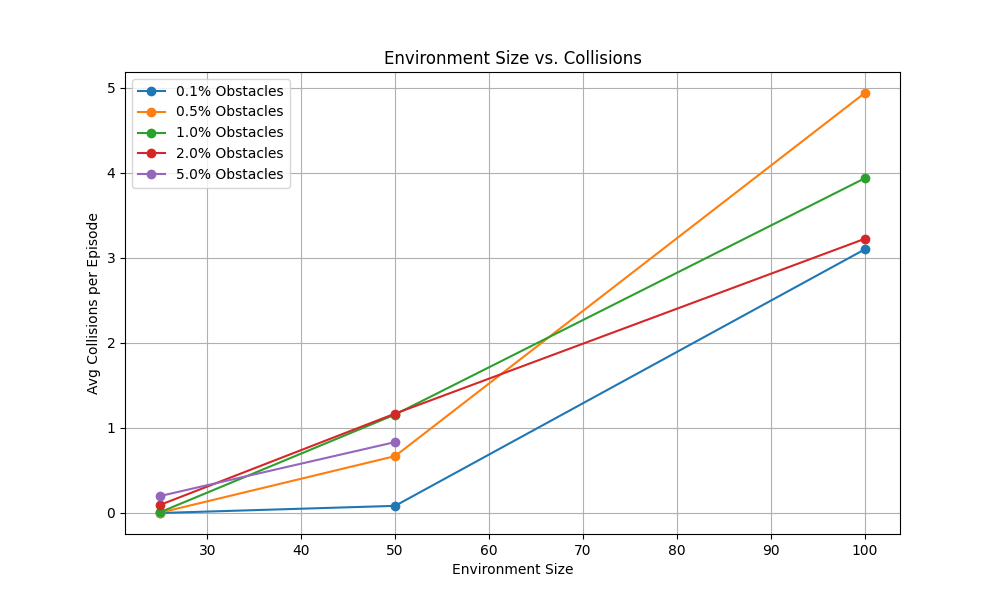 Environment Size vs. Collisions
0.1% Obstacles
0.5% Obstacles
1.0% Obstacles
2.0% Obstacles
5.0% Obstacles
Avg Collisions per Episode
5
4
3
2
1
0
30 40 50 60 70 80 90 100
Environment Size